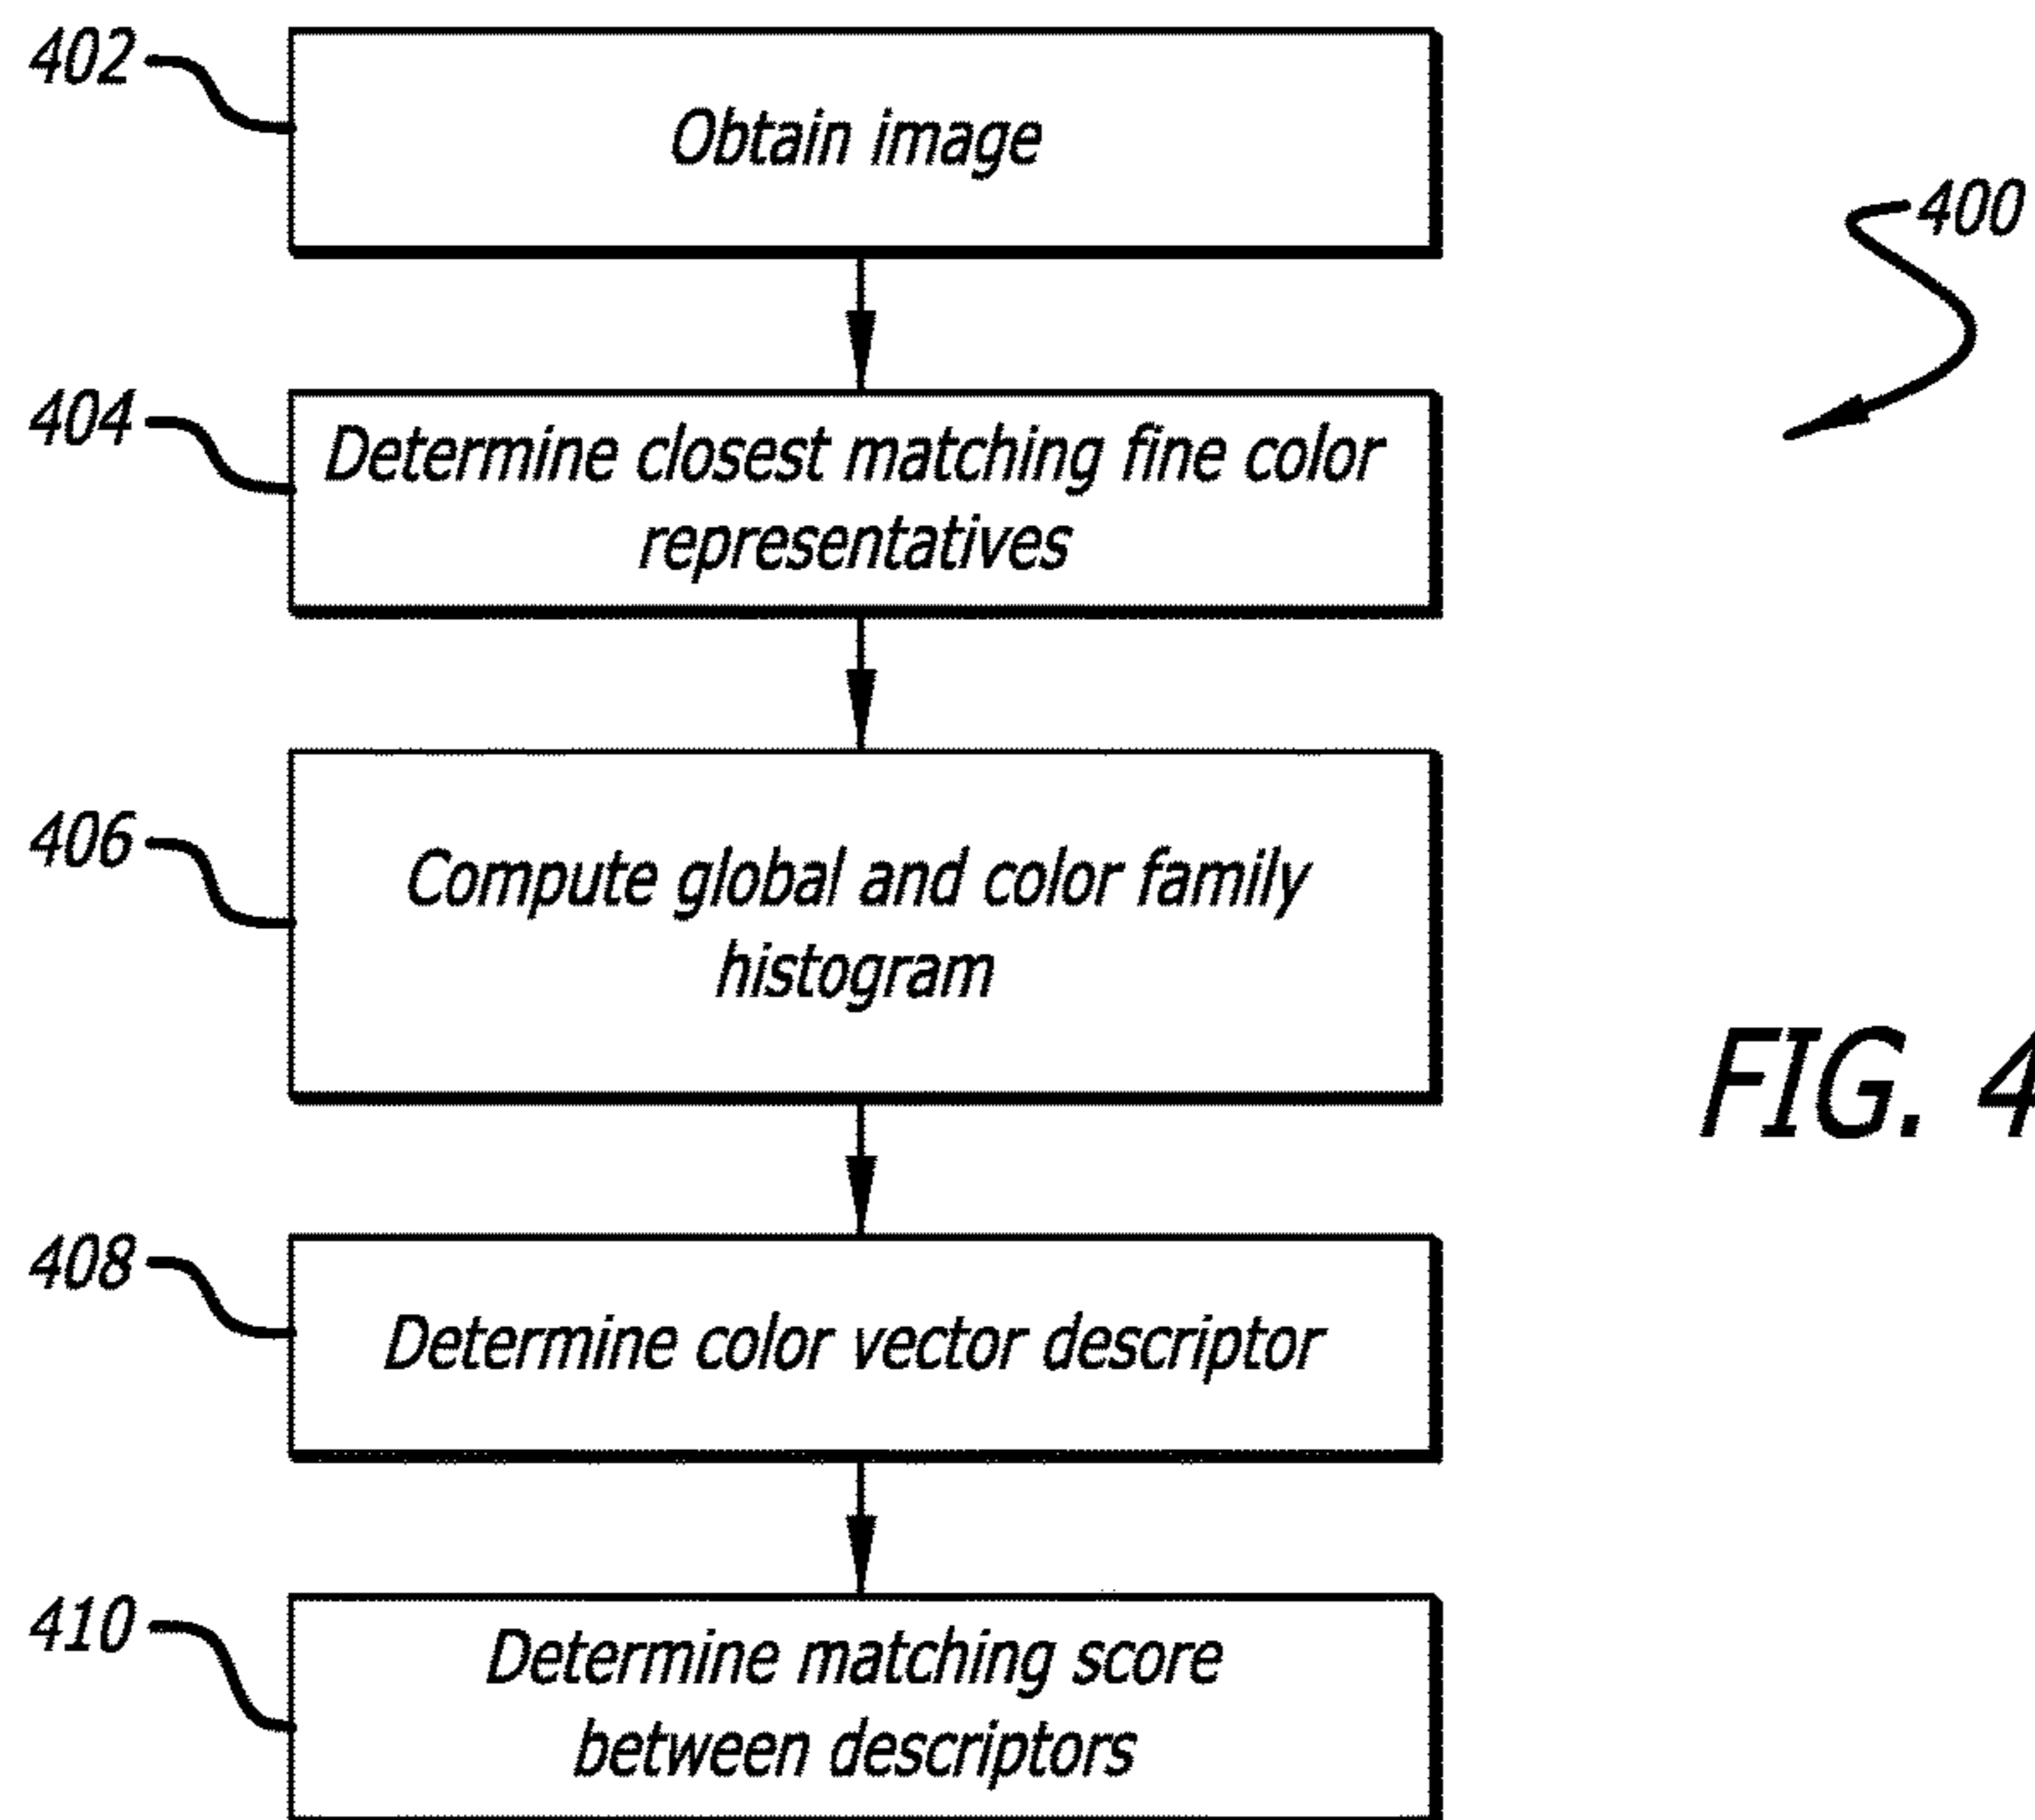 402
Obtain image
400
404
Determine closest matching fine color
representatives
406
Compute global and color family
histogram
FIG. 4
408
Determine color vector descriptor
410
Determine matching score
between descriptors